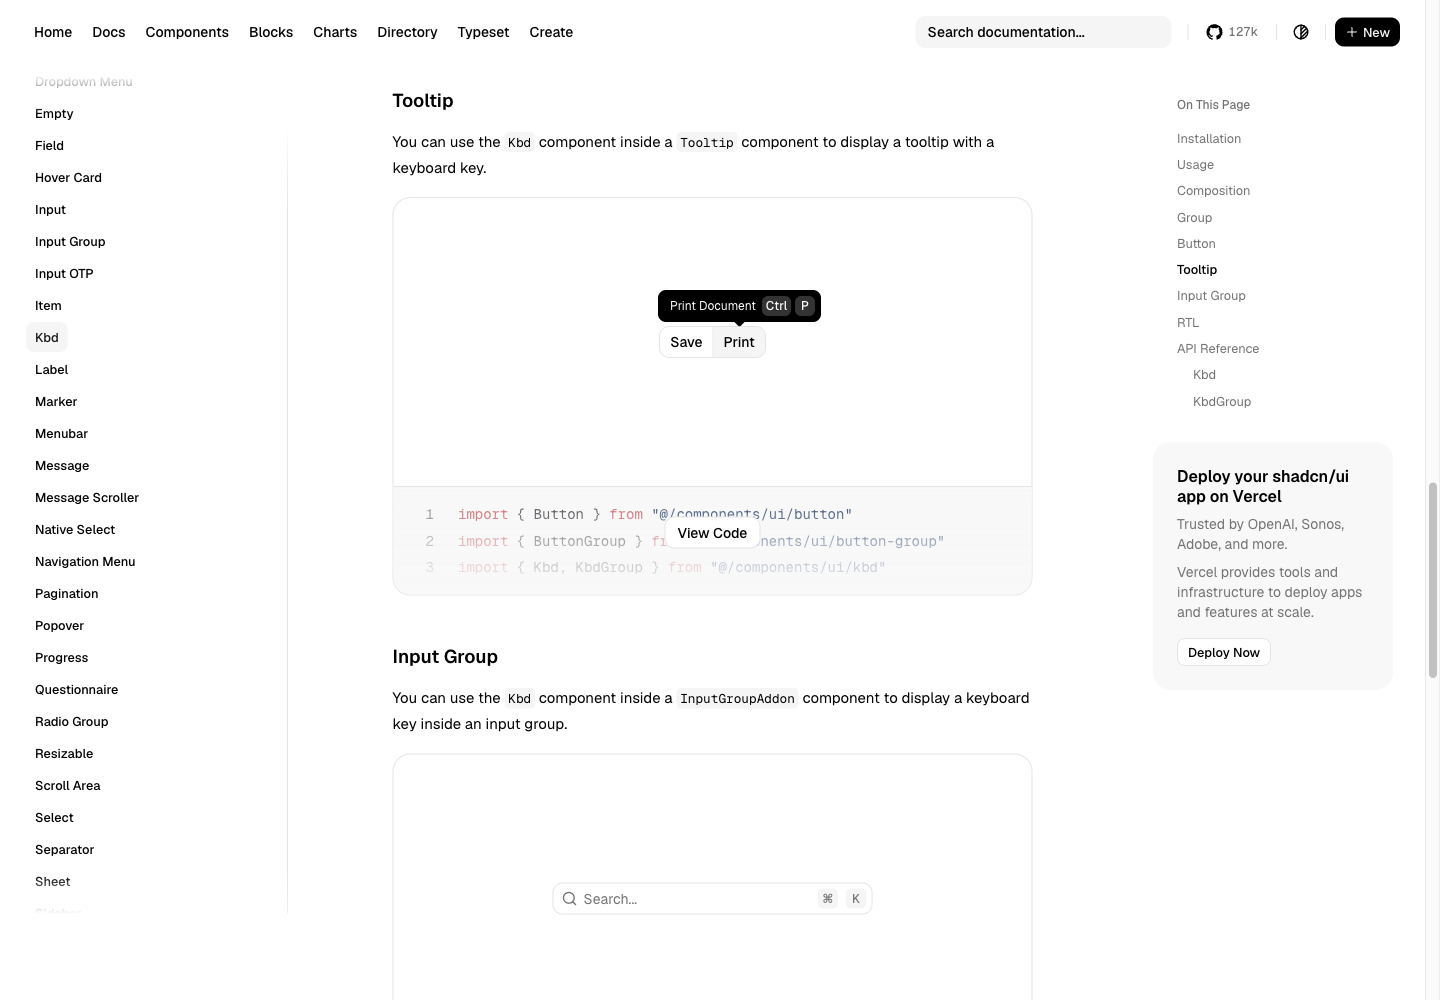 Home Docs Components Blocks Charts Directory Typeset Create
Search documentation...
127k
New
Dropdown Menu
Empty
Field
Hover Card
Input
Input Group
Input OTP
Item
Kbd
Label
Marker
Menubar
Message
Message Scroller
Native Select
Navigation Menu
Pagination
Popover
Progress
Questionnaire
Radio Group
Resizable
Scroll Area
Select
Separator
Sheet
Sidebar
Tooltip
You can use the Kbd component inside a Tooltip component to display a tooltip with a
keyboard key.
Print Document Ctrl P
Save Print
1 import { Button } from "@/components/ui/button"
View Code
2 import { ButtonGroup } nents/ui/button-group"
3 import { Kbd, KbdGroup } from "@/components/ui/kbd"
Input Group
You can use the Kbd component inside a InputGroupAddon component to display a keyboard
key inside an input group.
Search... ⌘ K
On This Page
Installation
Usage
Composition
Group
Button
Tooltip
Input Group
RTL
API Reference
Kbd
KbdGroup
Deploy your shadcn/ui
app on Vercel
Trusted by OpenAI, Sonos,
Adobe, and more.
Vercel provides tools and
infrastructure to deploy apps
and features at scale.
Deploy Now